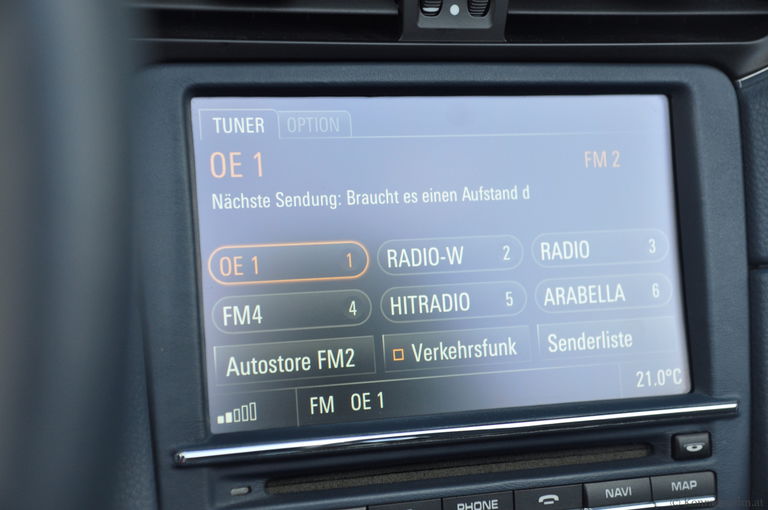 TUNER OPTION
OE 1 FM 2
Nächste Sendung: Braucht es einen Aufstand d
OE 1 1 RADIO-W 2 RADIO 3
FM4 4 HITRADIO 5 ARABELLA 6
Autostore FM2 Verkehrsfunk Senderliste
FM OE 1 21.0°C
PHONE NAVI MAP